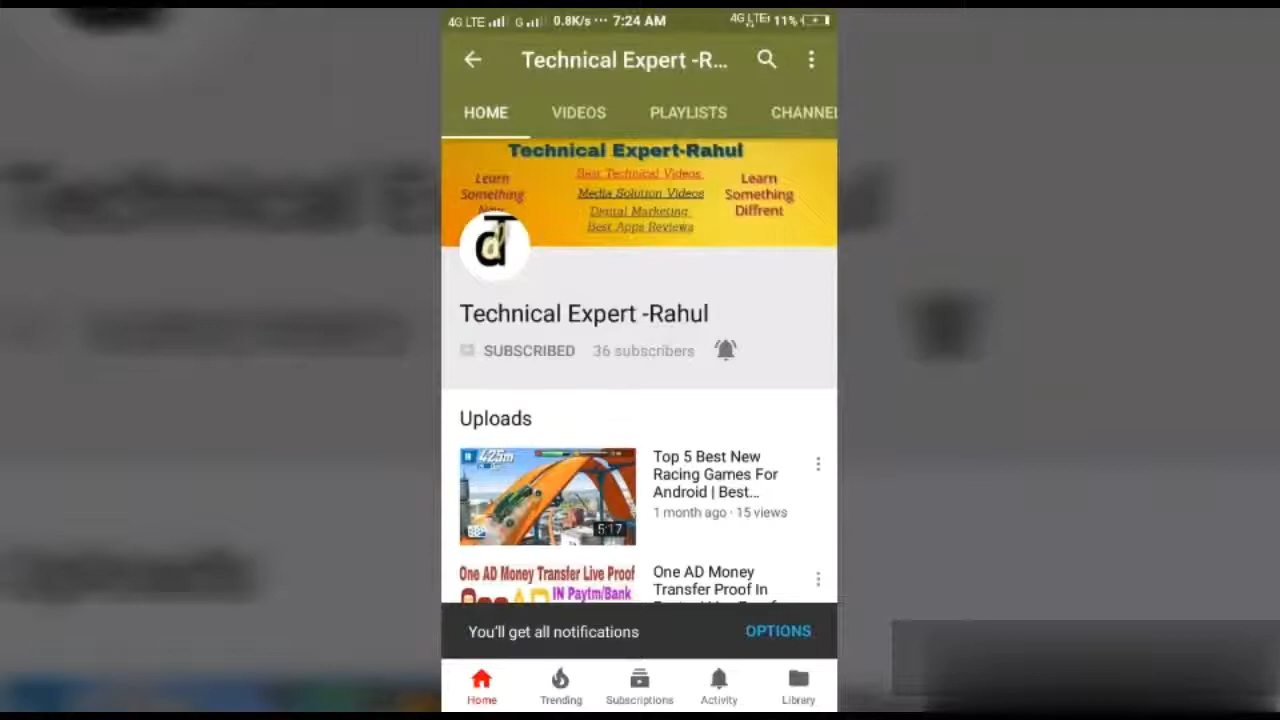 4G LTE G 0.8K/s ··· 7:24 AM 4G LTE 11%
Technical Expert -R...
HOME VIDEOS PLAYLISTS CHANNEL
Technical Expert-Rahul
Learn
Something
Best Technical Videos
Media Solution Videos
Digital Marketing
Best Apps Reviews
Learn
Something
Diffrent
Technical Expert -Rahul
SUBSCRIBED 36 subscribers
Uploads
425m
5:17
Top 5 Best New
Racing Games For
Android | Best...
1 month ago · 15 views
One AD Money Transfer Live Proof
IN Paytm/Bank
One AD Money
Transfer Proof In
You'll get all notifications OPTIONS
Home Trending Subscriptions Activity Library